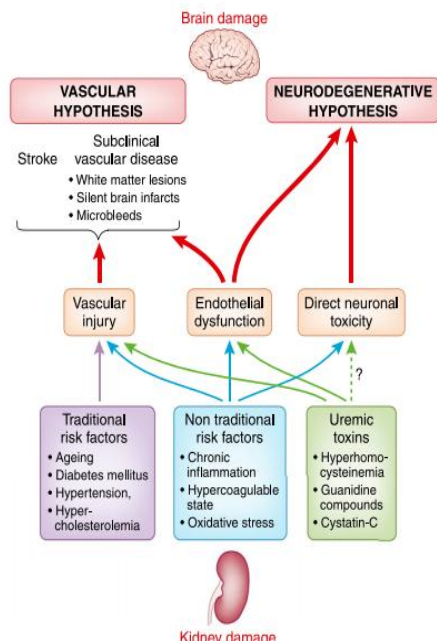 Brain damage
VASCULAR
HYPOTHESIS
NEURODEGENERATIVE
HYPOTHESIS
Subclinical
Stroke vascular disease
• White matter lesions
• Silent brain infarcts
• Microbleeds
Vascular
injury
Endothelial
dysfunction
Direct neuronal
toxicity
?
Traditional
risk factors
• Ageing
• Diabetes mellitus
• Hypertension,
• Hyper-
cholesterolemia
Non traditional
risk factors
• Chronic
inflammation
• Hypercoagulable
state
• Oxidative stress
Uremic
toxins
• Hyperhomo-
cysteinemia
• Guanidine
compounds
• Cystatin-C
Kidney damage